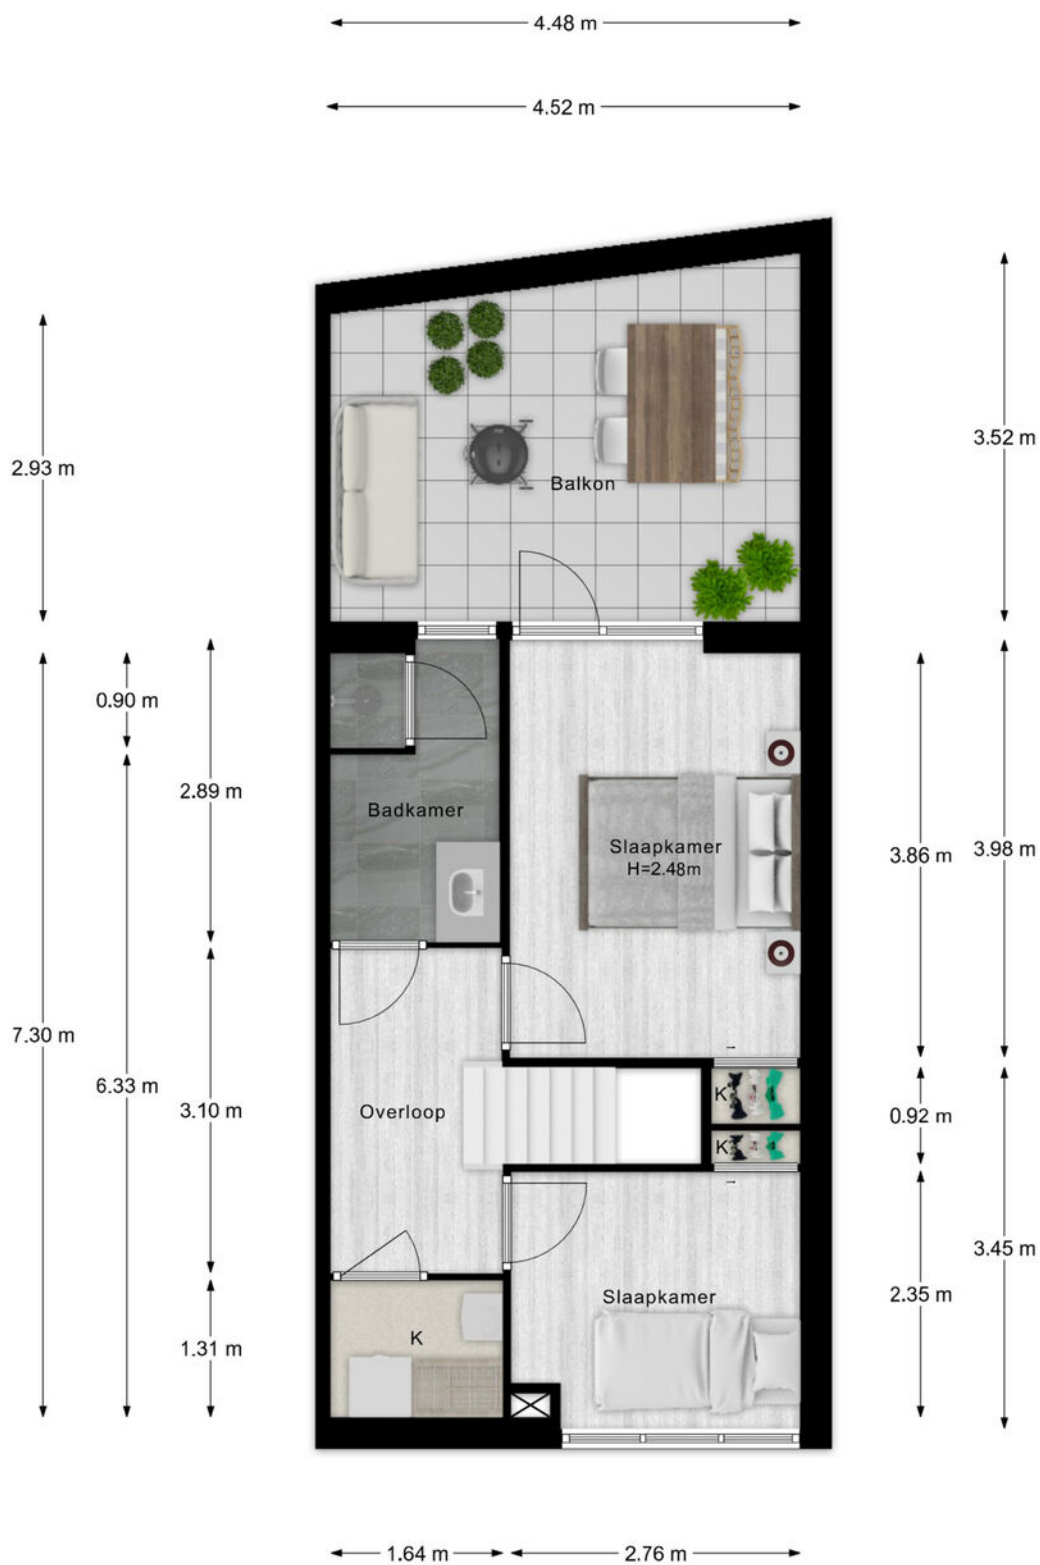 4.48 m
4.52 m
2.93 m
3.52 m
Balkon
0.90 m
2.89 m
Badkamer
Slaapkamer
H=2.48m
3.86 m
3.98 m
7.30 m
6.33 m
3.10 m
Overloop
K
0.92 m
K
3.45 m
2.35 m
Slaapkamer
1.31 m
K
1.64 m
2.76 m